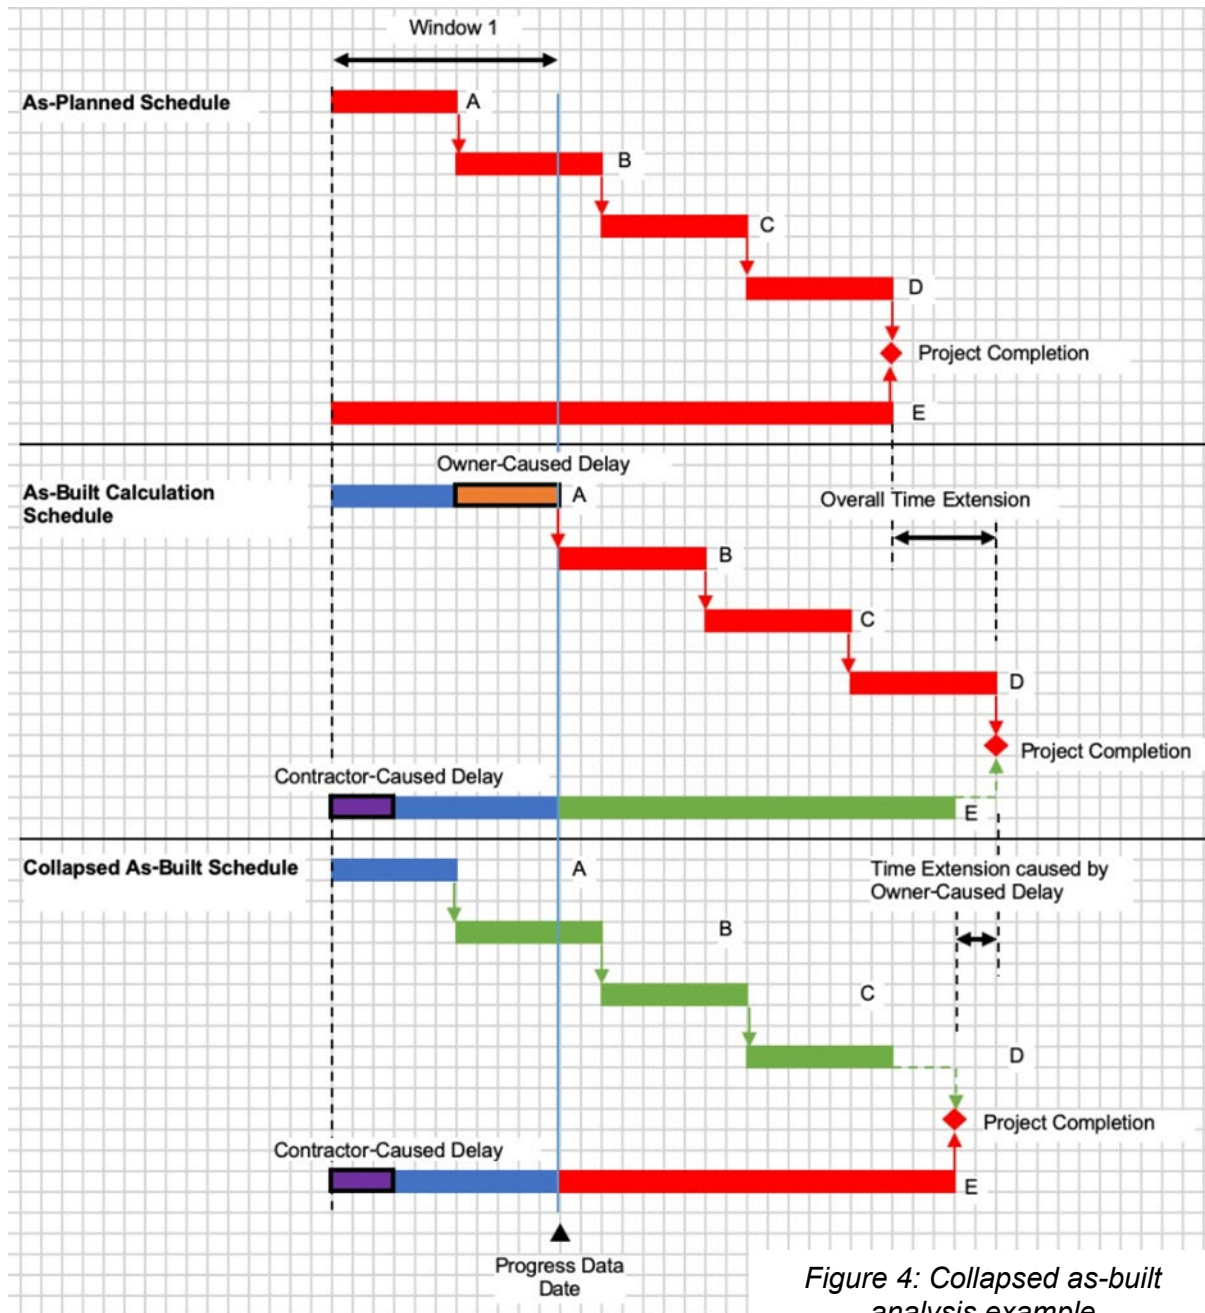 Window 1
As-Planned Schedule
A
B
C
D
Project Completion
E
Owner-Caused Delay
As-Built Calculation
Schedule
A
Overall Time Extension
B
C
D
Project Completion
Contractor-Caused Delay
E
Collapsed As-Built Schedule
A
Time Extension caused by
Owner-Caused Delay
B
C
D
Project Completion
Contractor-Caused Delay
E
Progress Data
Date
Figure 4: Collapsed as-built
analysis example